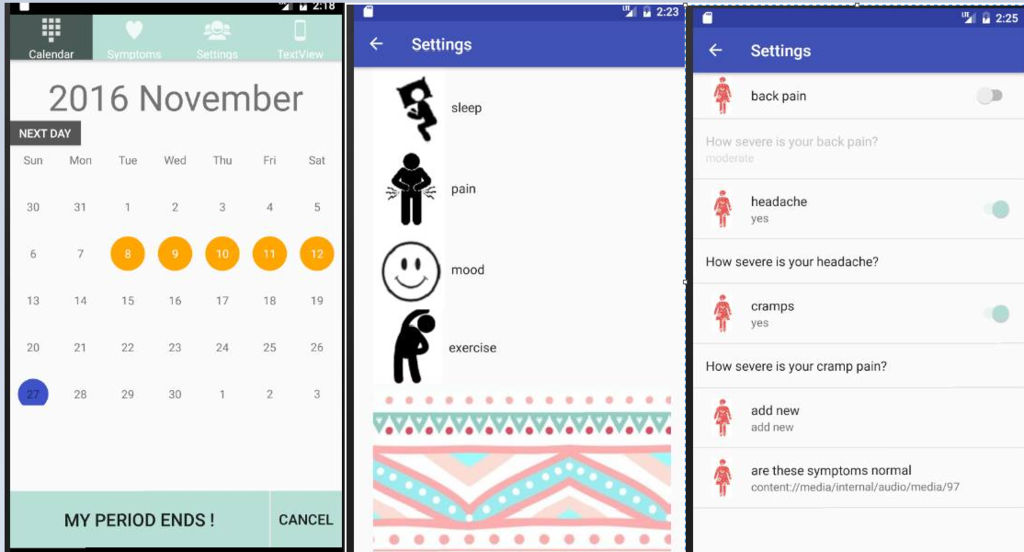 2:18
Calendar
Symptoms
Settings
TextView
2016 November
NEXT DAY
Sun Mon Tue Wed Thu Fri Sat
30 31 1 2 3 4 5
6 7 8 9 10 11 12
13 14 15 16 17 18 19
20 21 22 23 24 25 26
27 28 29 30 1 2 3
MY PERIOD ENDS !
CANCEL
LTE 2:23
Settings
sleep
pain
mood
exercise
LTE 2:25
Settings
back pain
How severe is your back pain?
moderate
headache
yes
How severe is your headache?
cramps
yes
How severe is your cramp pain?
add new
add new
are these symptoms normal
content://media/internal/audio/media/97